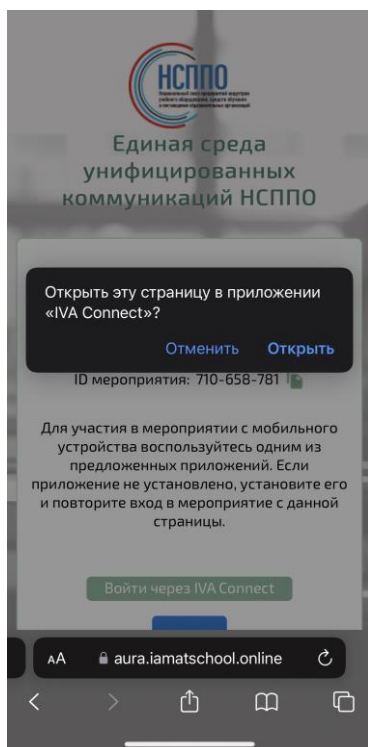 НСППО
Единая среда
унифицированных
коммуникаций НСППО
Открыть эту страницу в приложении
«IVA Connect»?
Отменить Открыть
ID мероприятия: 710-658-781
Для участия в мероприятии с мобильного
устройства воспользуйтесь одним из
предложенных приложений. Если
приложение не установлено, установите его
и повторите вход в мероприятие с данной
страницы.
Войти через IVA Connect
AA aura.iamatschool.online